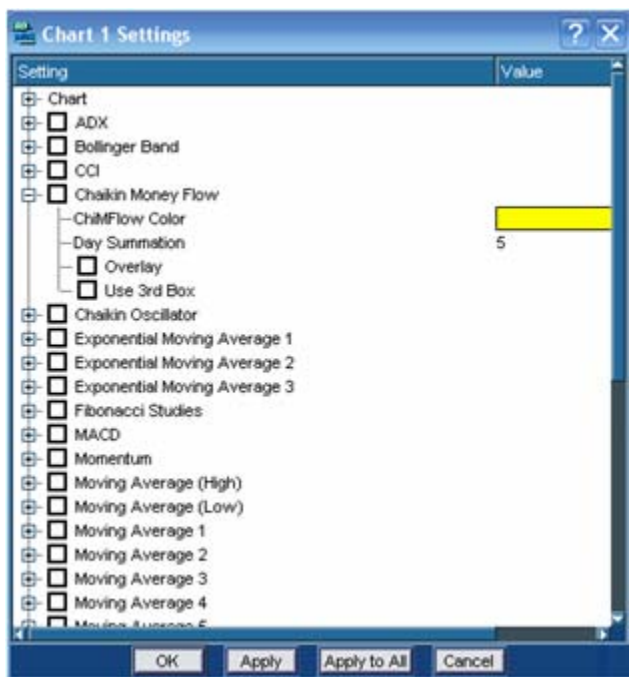 Chart 1 Settings
Setting Value
Chart
ADX
Bollinger Band
CCI
Chaikin Money Flow
ChiMFlow Color
Day Summation 5
Overlay
Use 3rd Box
Chaikin Oscillator
Exponential Moving Average 1
Exponential Moving Average 2
Exponential Moving Average 3
Fibonacci Studies
MACD
Momentum
Moving Average (High)
Moving Average (Low)
Moving Average 1
Moving Average 2
Moving Average 3
Moving Average 4
Moving Average 5
OK Apply Apply to All Cancel